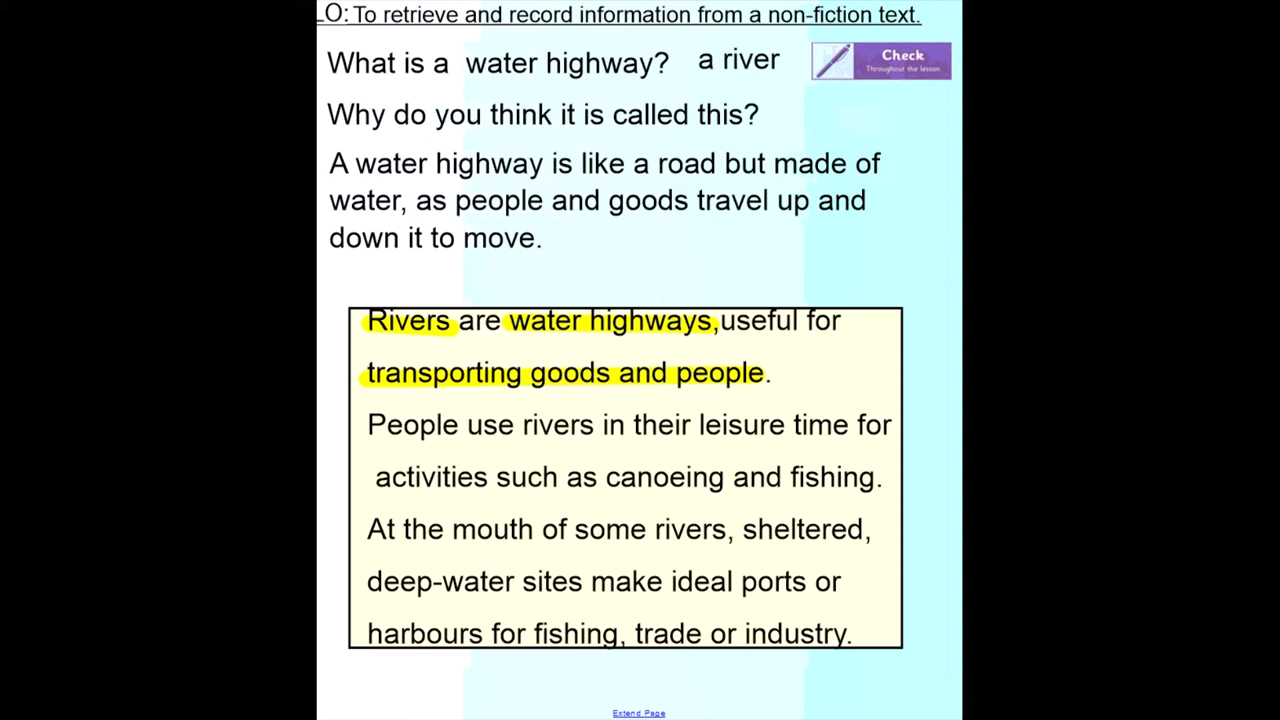 LO: To retrieve and record information from a non-fiction text.
What is a water highway? a river
Check
Throughout the lesson
Why do you think it is called this?
A water highway is like a road but made of
water, as people and goods travel up and
down it to move.
Rivers are water highways,useful for
transporting goods and people.
People use rivers in their leisure time for
activities such as canoeing and fishing.
At the mouth of some rivers, sheltered,
deep-water sites make ideal ports or
harbours for fishing, trade or industry.
Extend Page